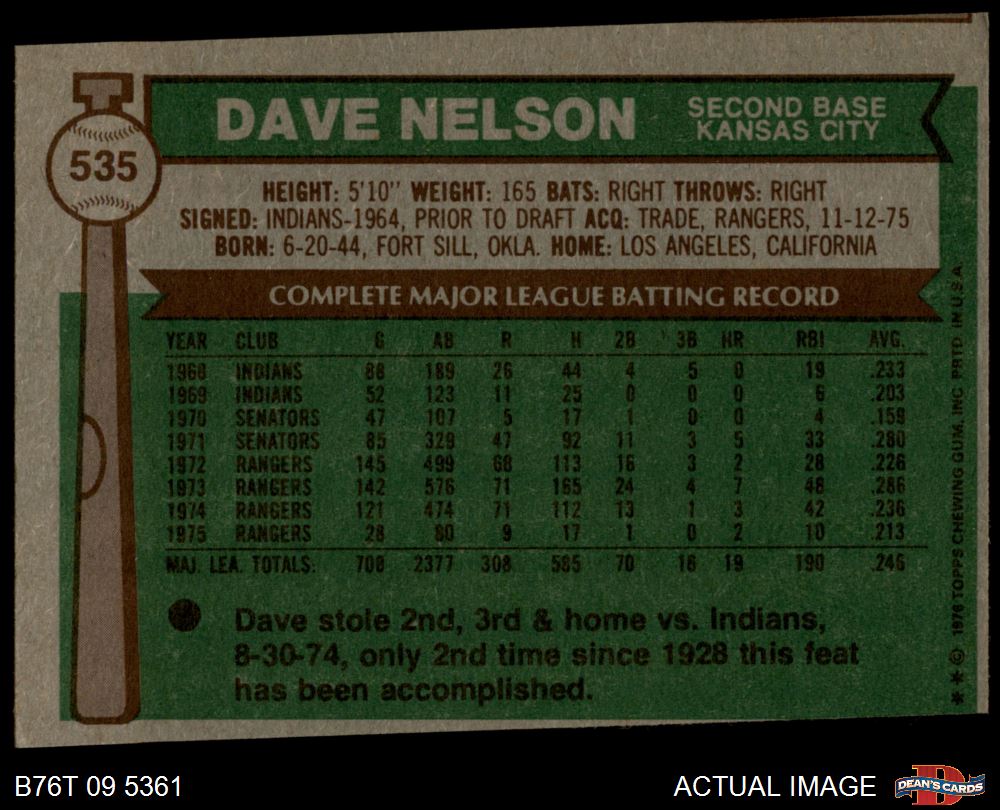 DAVE NELSON
SECOND BASE
KANSAS CITY
535
HEIGHT: 5'10" WEIGHT: 165 BATS: RIGHT THROWS: RIGHT
SIGNED: INDIANS-1964, PRIOR TO DRAFT ACQ: TRADE, RANGERS, 11-12-75
BORN: 6-20-44, FORT SILL, OKLA. HOME: LOS ANGELES, CALIFORNIA
COMPLETE MAJOR LEAGUE BATTING RECORD
YEAR CLUB G AB R H 2B 3B HR RBI AVG.
1968 INDIANS 88 189 26 44 4 5 0 19 .233
1969 INDIANS 52 123 11 25 0 0 0 6 .203
1970 SENATORS 47 107 5 17 1 0 0 4 .159
1971 SENATORS 85 329 47 92 11 3 5 33 .280
1972 RANGERS 145 499 68 113 16 3 2 28 .226
1973 RANGERS 142 576 71 165 24 4 7 48 .286
1974 RANGERS 121 474 71 112 13 1 3 42 .236
1975 RANGERS 28 80 9 17 1 0 2 10 .213
MAJ. LEA. TOTALS: 708 2377 308 585 70 16 19 190 .246
Dave stole 2nd, 3rd & home vs. Indians,
8-30-74, only 2nd time since 1928 this feat
has been accomplished.
** © 1976 TOPPS CHEWING GUM, INC. PRTD. IN U.S.A.
B76T 09 5361
ACTUAL IMAGE
D
DEAN'S CARDS